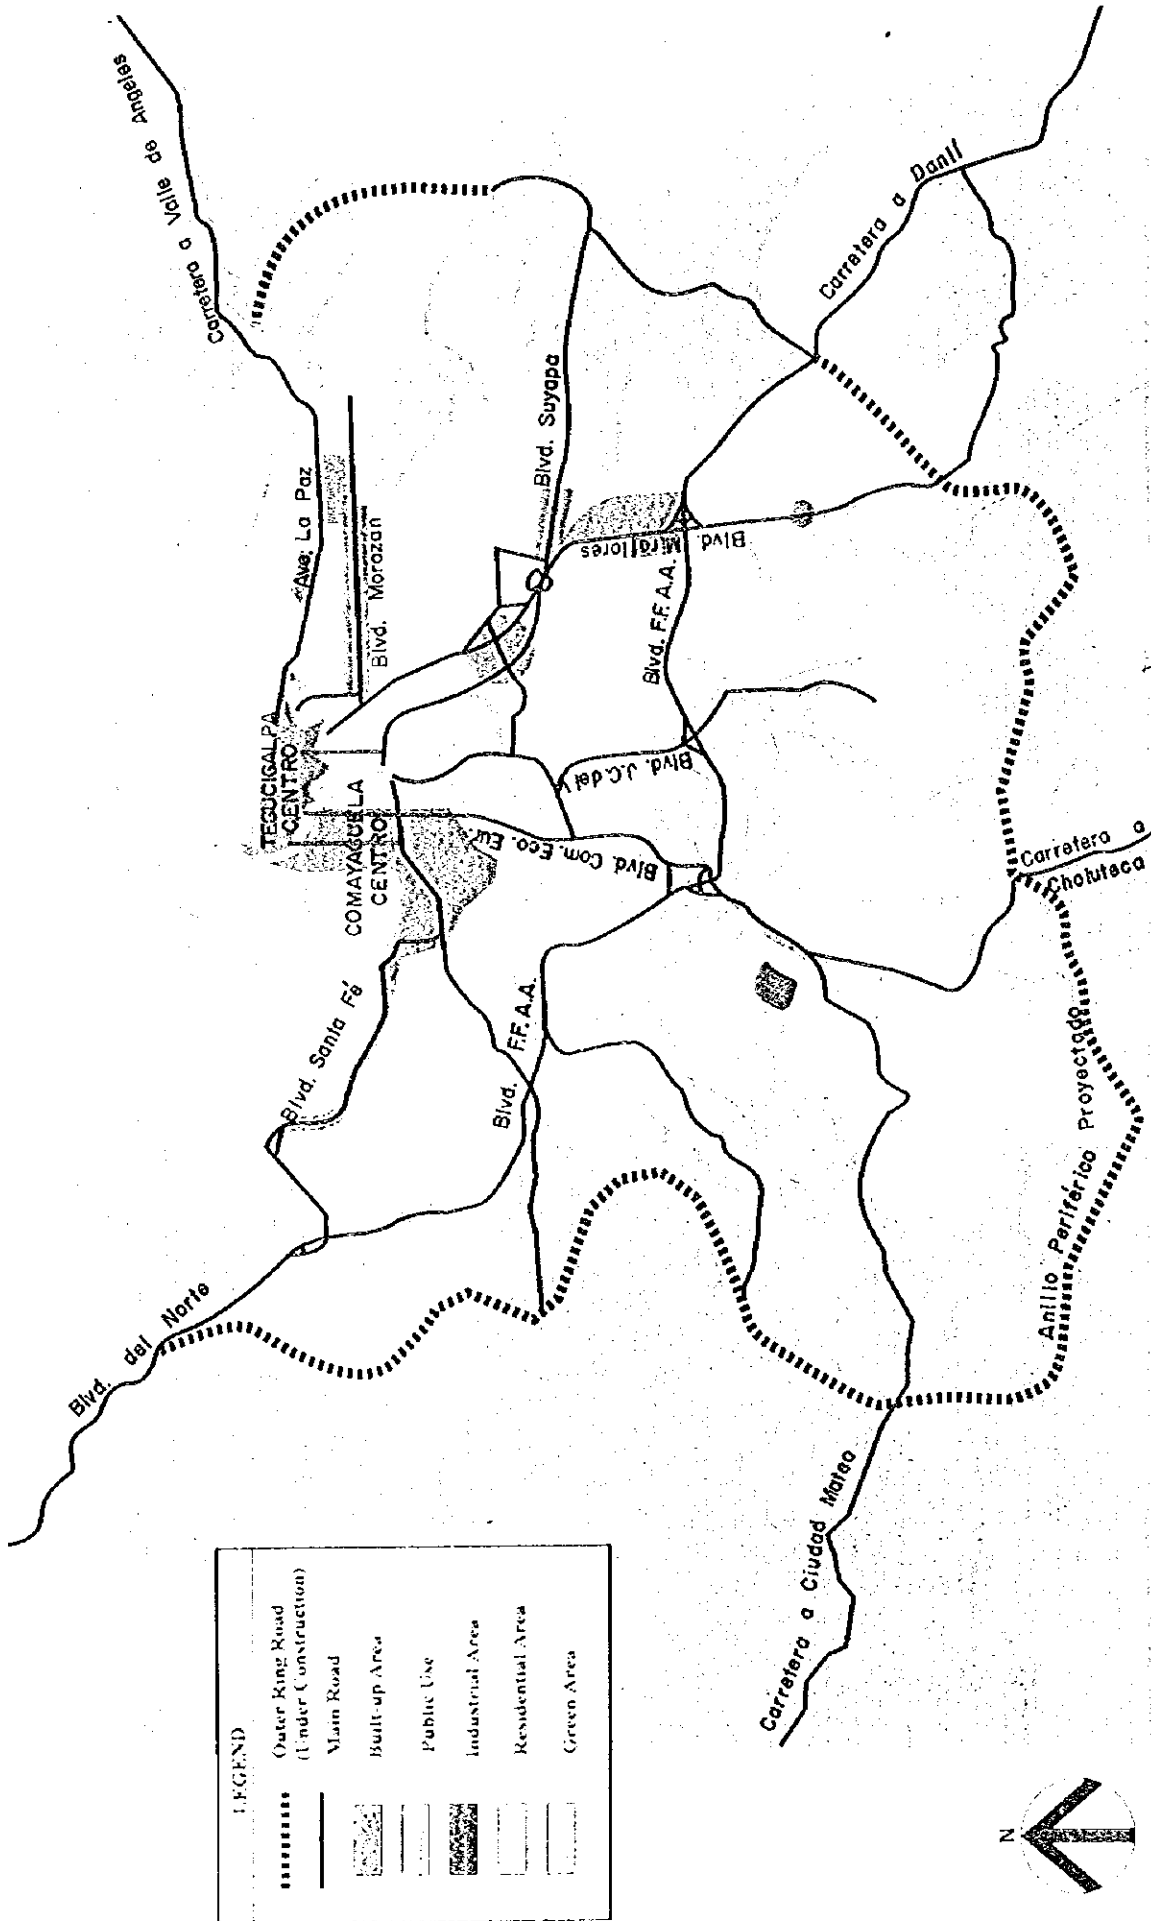 Carretera a Valle de Angeles
Ave. La Paz
Blvd. Morazan
TEGUCIGALPA
CENTRO
COMAYAGUELA
CENTRO
Blvd. Suyapa
Blvd. Miraflores
Blvd. F.F.A.A.
Carretera a Danlí
Blvd. J.C. del V.
Blvd. Com. Eco. Eur.
Blvd. Santa Fé
Blvd. F.F.A.A.
Blvd. del Norte
Carretera a
Choluteca
Anillo Periférico Proyectado
Carretera a Ciudad Mateo
LEGEND
Outer Ring Road
(Under Construction)
Main Road
Built-up Area
Public Use
Industrial Area
Residential Area
Green Area
N